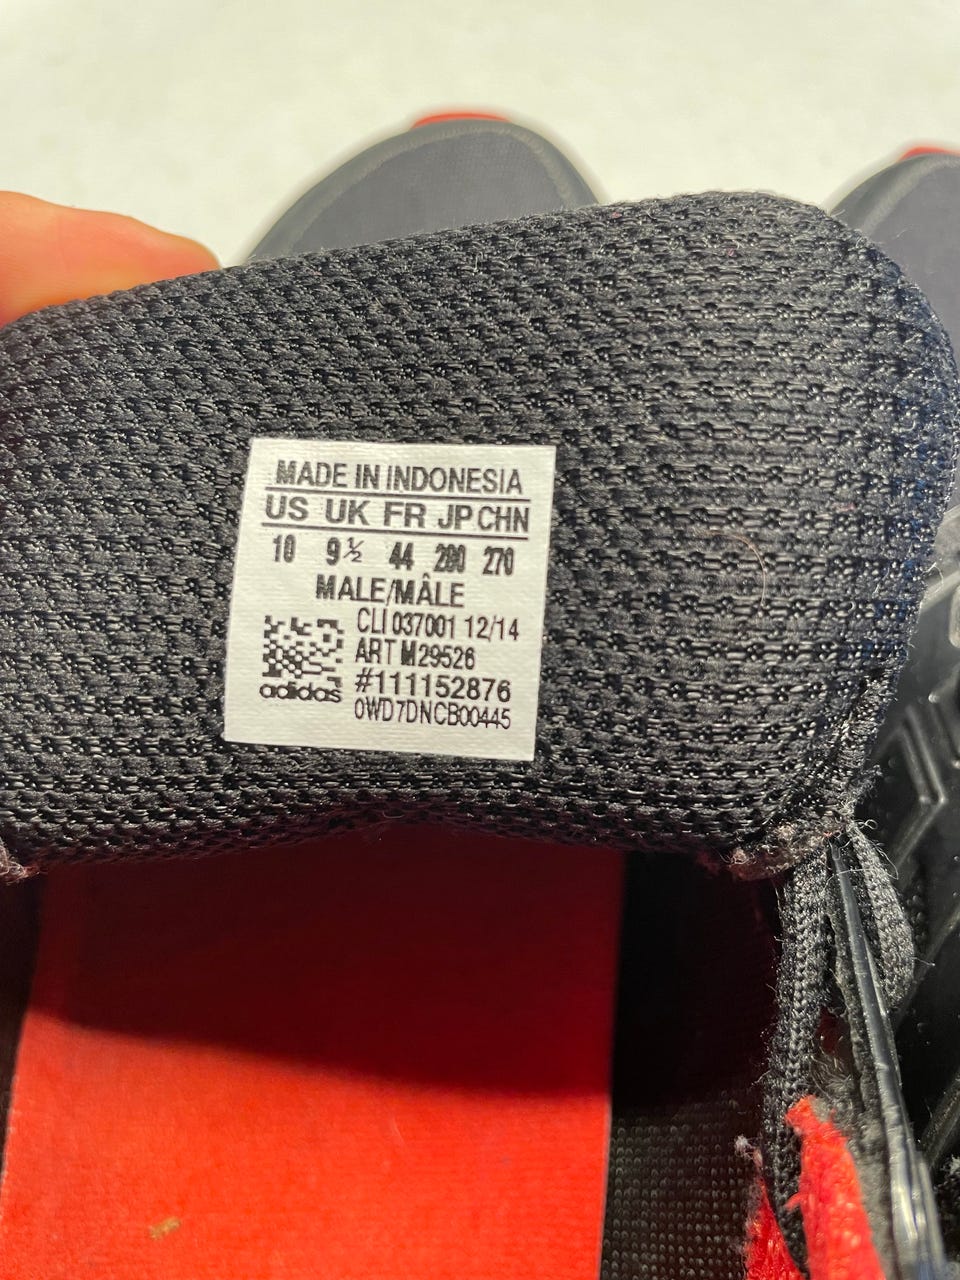 MADE IN INDONESIA
US UK FR JP CHN
10 9½ 44 280 270
MALE/MÂLE
CLI 037001 12/14
ART M29526
#111152876
adidas 0WD7DNCB00445